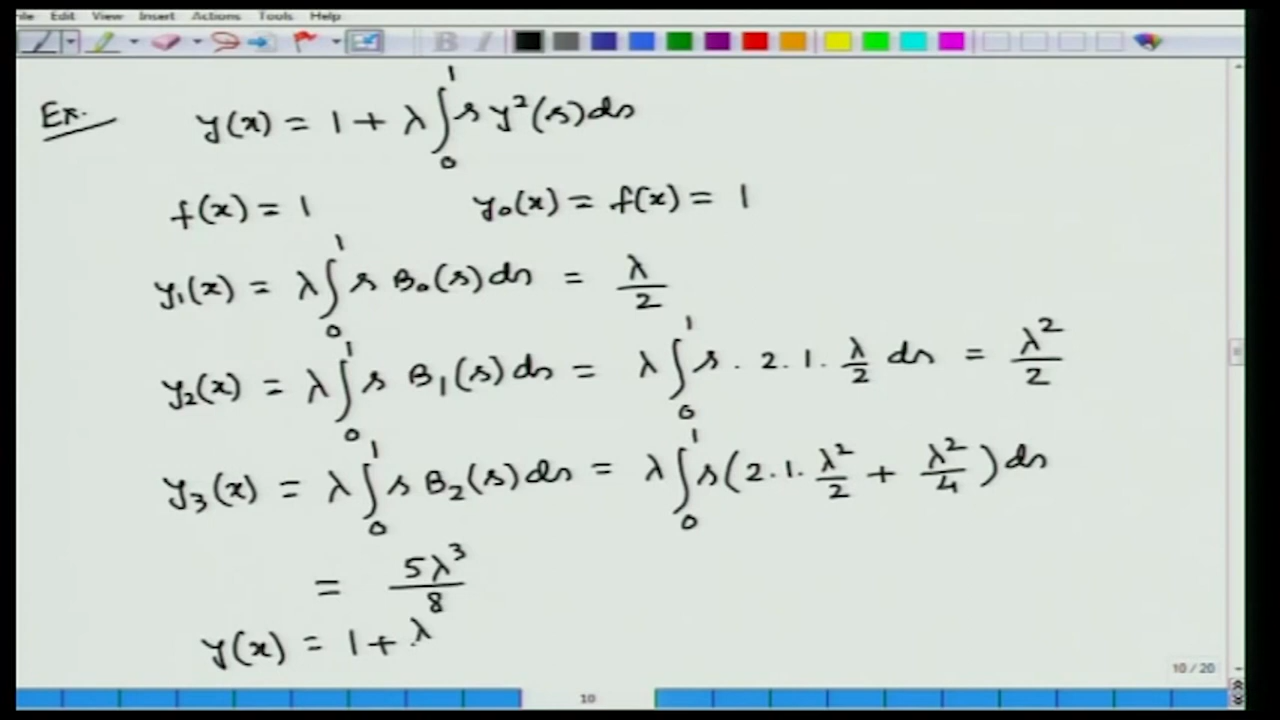 Edit View Insert Actions Tools Help
Ex. y(x) = 1 + λ ∫₀¹ s y²(s) ds
f(x) = 1 y₀(x) = f(x) = 1
y₁(x) = λ ∫₀¹ s B₀(s) ds = λ/2
y₂(x) = λ ∫₀¹ s B₁(s) ds = λ ∫₀¹ s · 2 · 1 · λ/2 ds = λ²/2
y₃(x) = λ ∫₀¹ s B₂(s) ds = λ ∫₀¹ s (2 · 1 · λ²/2 + λ²/4) ds
= 5λ³/8
y(x) = 1 + λ
10 / 20
10